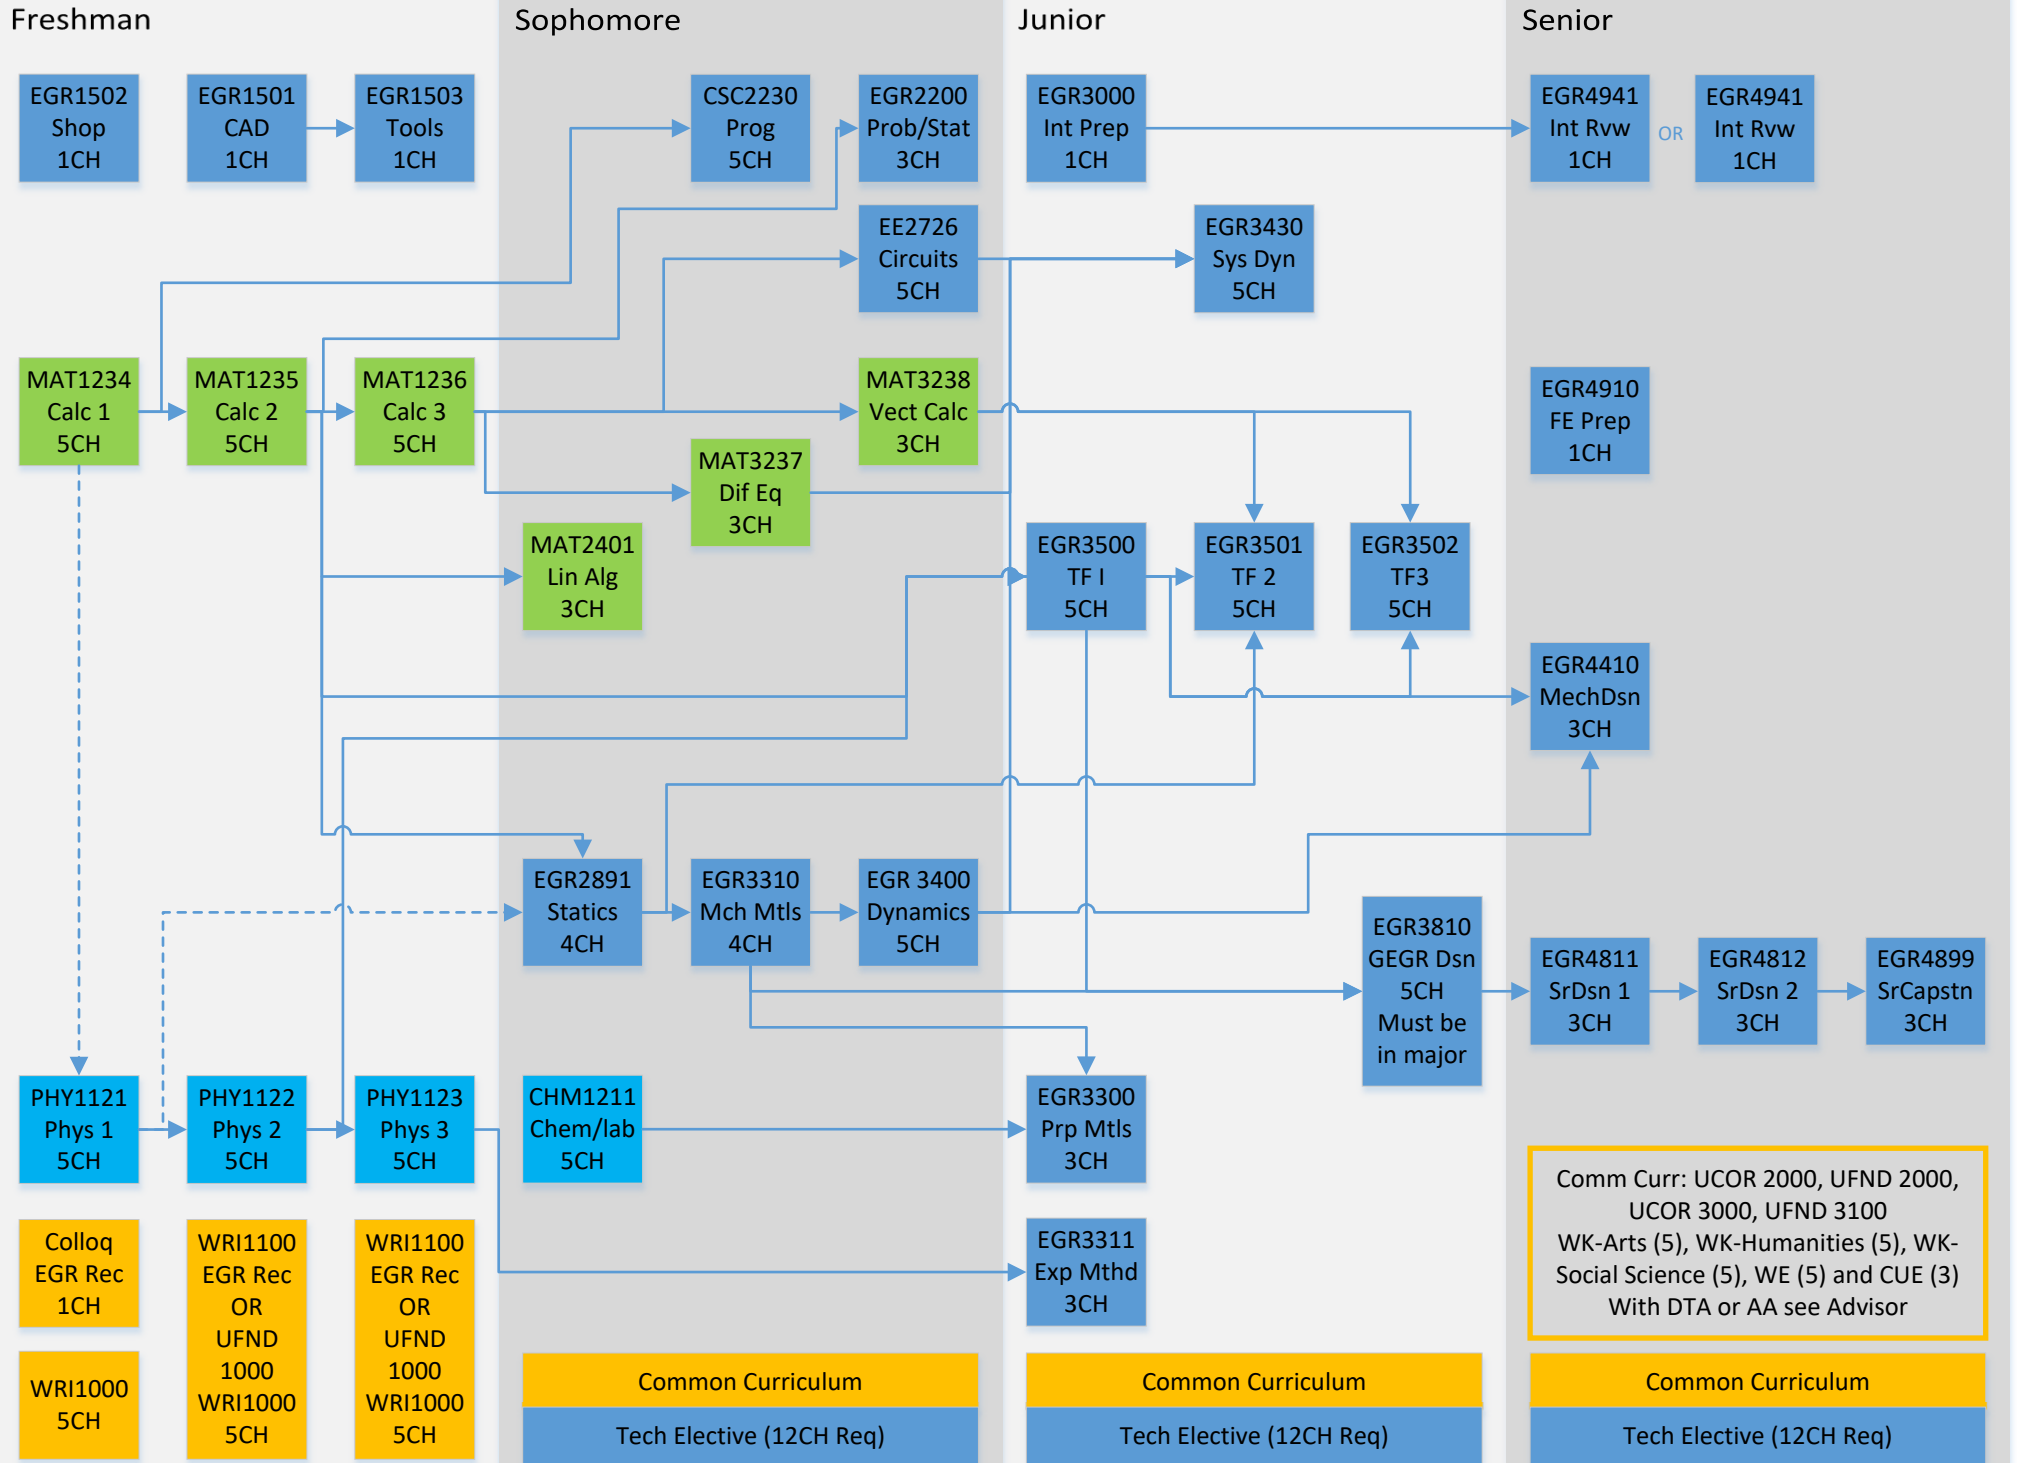 Freshman
Sophomore
Junior
Senior
EGR1502
Shop
1CH
EGR1501
CAD
1CH
EGR1503
Tools
1CH
CSC2230
Prog
5CH
EGR2200
Prob/Stat
3CH
EGR3000
Int Prep
1CH
EGR4941
Int Rvw
1CH
OR
EGR4941
Int Rvw
1CH
EE2726
Circuits
5CH
EGR3430
Sys Dyn
5CH
MAT1234
Calc 1
5CH
MAT1235
Calc 2
5CH
MAT1236
Calc 3
5CH
MAT3238
Vect Calc
3CH
EGR4910
FE Prep
1CH
MAT3237
Dif Eq
3CH
MAT2401
Lin Alg
3CH
EGR3500
TF I
5CH
EGR3501
TF 2
5CH
EGR3502
TF3
5CH
EGR4410
MechDsn
3CH
EGR2891
Statics
4CH
EGR3310
Mch Mtls
4CH
EGR 3400
Dynamics
5CH
EGR3810
GEGR Dsn
5CH
Must be
in major
EGR4811
SrDsn 1
3CH
EGR4812
SrDsn 2
3CH
EGR4899
SrCapstn
3CH
PHY1121
Phys 1
5CH
PHY1122
Phys 2
5CH
PHY1123
Phys 3
5CH
CHM1211
Chem/lab
5CH
EGR3300
Prp Mtls
3CH
Comm Curr: UCOR 2000, UFND 2000,
UCOR 3000, UFND 3100
WK-Arts (5), WK-Humanities (5), WK-
Social Science (5), WE (5) and CUE (3)
With DTA or AA see Advisor
Colloq
EGR Rec
1CH
WRI1100
EGR Rec
OR
UFND
1000
WRI1000
5CH
WRI1100
EGR Rec
OR
UFND
1000
WRI1000
5CH
EGR3311
Exp Mthd
3CH
WRI1000
5CH
Common Curriculum
Tech Elective (12CH Req)
Common Curriculum
Tech Elective (12CH Req)
Common Curriculum
Tech Elective (12CH Req)